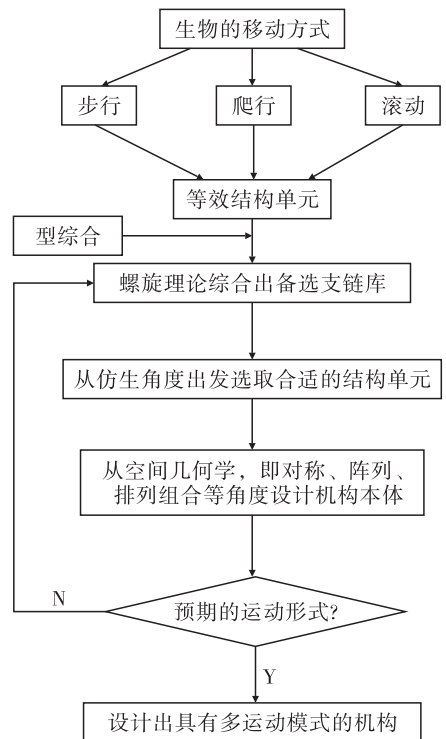 生物的移动方式
步行
爬行
滚动
等效结构单元
型综合
螺旋理论综合出备选支链库
从仿生角度出发选取合适的结构单元
从空间几何学，即对称、阵列、
排列组合等角度设计机构本体
N
预期的运动形式?
Y
设计出具有多运动模式的机构